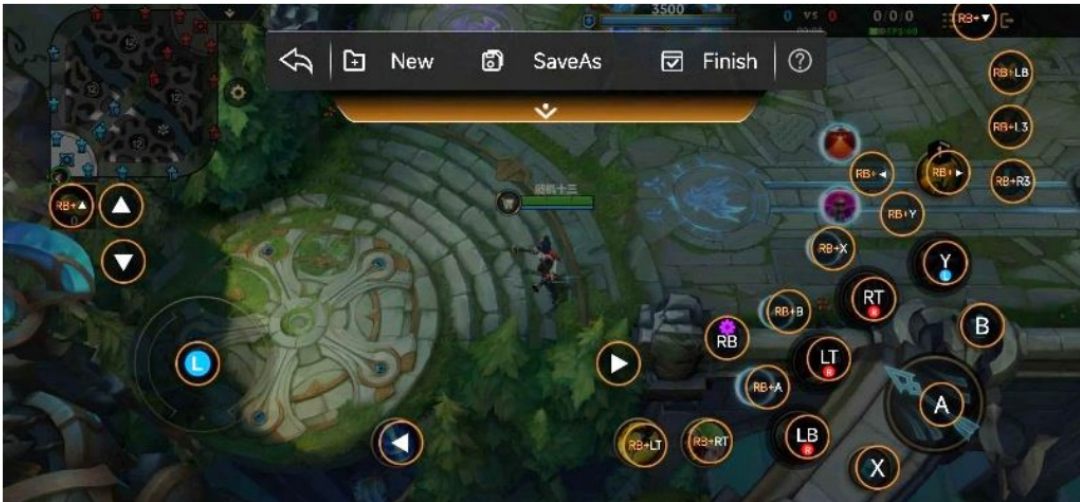 3500
0 VS 0
0/0/0
RB+▼
New
SaveAs
Finish
?
RB+LB
RB+L3
RB+◄
RB+►
RB+R3
RB+▲
0
▲
RB+Y
▼
RB+X
Y
L
RT
R
RB+B
B
RB
L
►
LT
R
RB+A
A
◄
RB+LT
RB+RT
LB
R
X